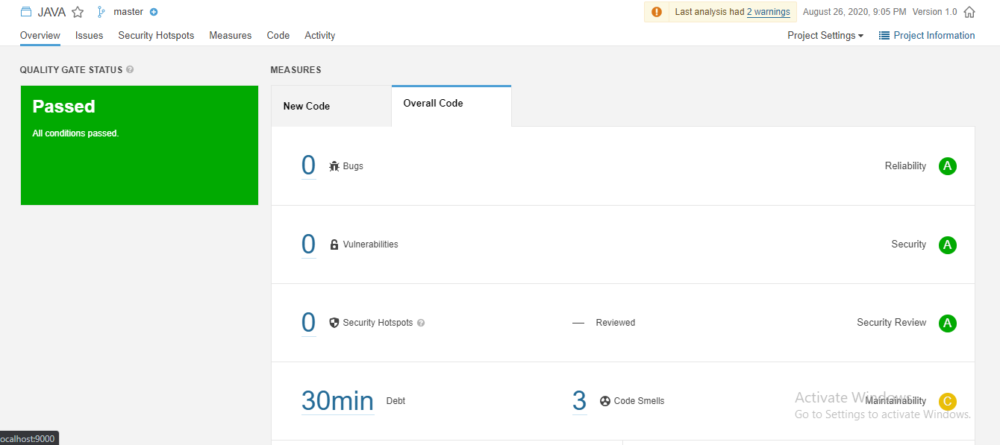 JAVA master Last analysis had 2 warnings August 26, 2020, 9:05 PM Version 1.0
Overview Issues Security Hotspots Measures Code Activity Project Settings Project Information
QUALITY GATE STATUS ?
MEASURES
Passed
All conditions passed.
New Code Overall Code
0 Bugs Reliability A
0 Vulnerabilities Security A
0 Security Hotspots ? — Reviewed Security Review A
30min Debt 3 Code Smells Maintainability C
Activate Windows
Go to Settings to activate Windows.
ocalhost:9000